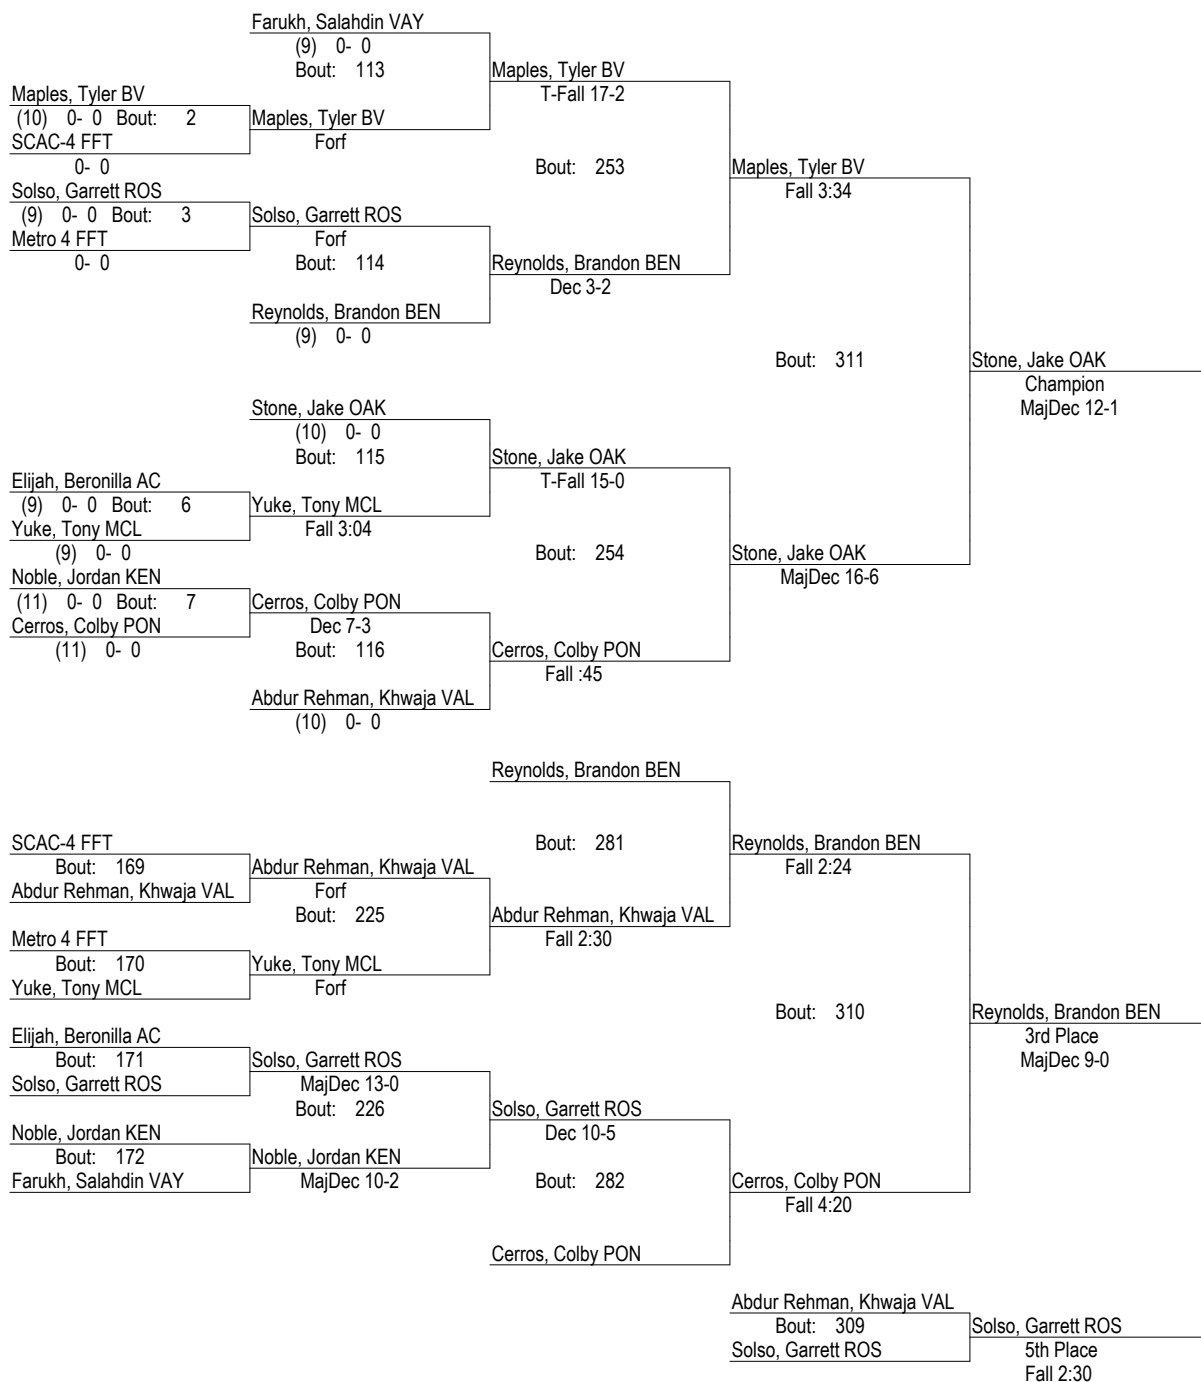 Farukh, Salahdin VAY
(9) 0- 0
Bout: 113
Maples, Tyler BV
T-Fall 17-2
Maples, Tyler BV
(10) 0- 0 Bout: 2
Maples, Tyler BV
SCAC-4 FFT
Forf
0- 0
Bout: 253
Maples, Tyler BV
Fall 3:34
Solso, Garrett ROS
(9) 0- 0 Bout: 3
Solso, Garrett ROS
Metro 4 FFT
Forf
0- 0
Bout: 114
Reynolds, Brandon BEN
Dec 3-2
Reynolds, Brandon BEN
(9) 0- 0
Bout: 311
Stone, Jake OAK
Champion
MajDec 12-1
Stone, Jake OAK
(10) 0- 0
Bout: 115
Stone, Jake OAK
T-Fall 15-0
Elijah, Beronilla AC
(9) 0- 0 Bout: 6
Yuke, Tony MCL
Yuke, Tony MCL
Fall 3:04
(9) 0- 0
Bout: 254
Stone, Jake OAK
MajDec 16-6
Noble, Jordan KEN
(11) 0- 0 Bout: 7
Cerros, Colby PON
Cerros, Colby PON
Dec 7-3
(11) 0- 0
Bout: 116
Cerros, Colby PON
Fall :45
Abdur Rehman, Khwaja VAL
(10) 0- 0
Reynolds, Brandon BEN
SCAC-4 FFT
Bout: 281
Reynolds, Brandon BEN
Bout: 169
Abdur Rehman, Khwaja VAL
Fall 2:24
Abdur Rehman, Khwaja VAL
Forf
Bout: 225
Abdur Rehman, Khwaja VAL
Metro 4 FFT
Fall 2:30
Bout: 170
Yuke, Tony MCL
Yuke, Tony MCL
Forf
Bout: 310
Reynolds, Brandon BEN
3rd Place
MajDec 9-0
Elijah, Beronilla AC
Bout: 171
Solso, Garrett ROS
Solso, Garrett ROS
MajDec 13-0
Bout: 226
Solso, Garrett ROS
Noble, Jordan KEN
Dec 10-5
Bout: 172
Noble, Jordan KEN
Farukh, Salahdin VAY
MajDec 10-2
Bout: 282
Cerros, Colby PON
Fall 4:20
Cerros, Colby PON
Abdur Rehman, Khwaja VAL
Bout: 309
Solso, Garrett ROS
Solso, Garrett ROS
5th Place
Fall 2:30